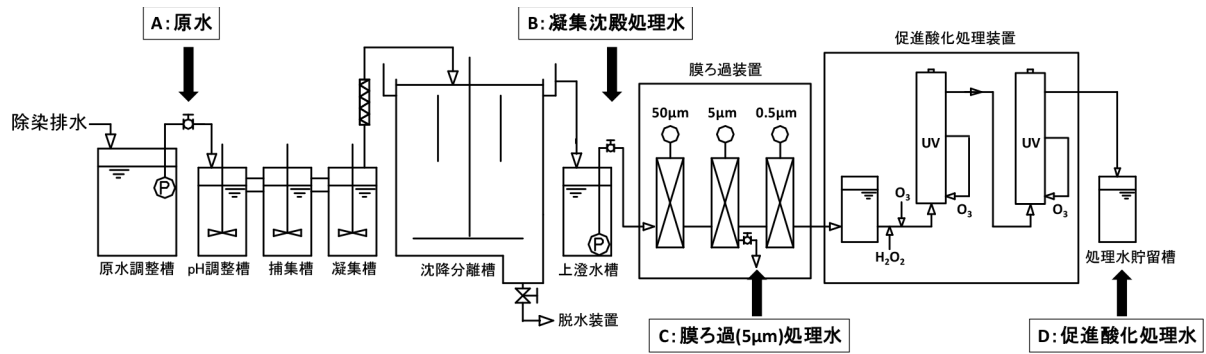 A: 原水
B: 凝集沈殿処理水
促進酸化処理装置
膜ろ過装置
50μm
5μm
0.5μm
除染排水
P
UV
UV
P
O₃
O₃
O₃
H₂O₂
原水調整槽
pH調整槽
捕集槽
凝集槽
沈降分離槽
上澄水槽
処理水貯留槽
脱水装置
C: 膜ろ過(5μm)処理水
D: 促進酸化処理水